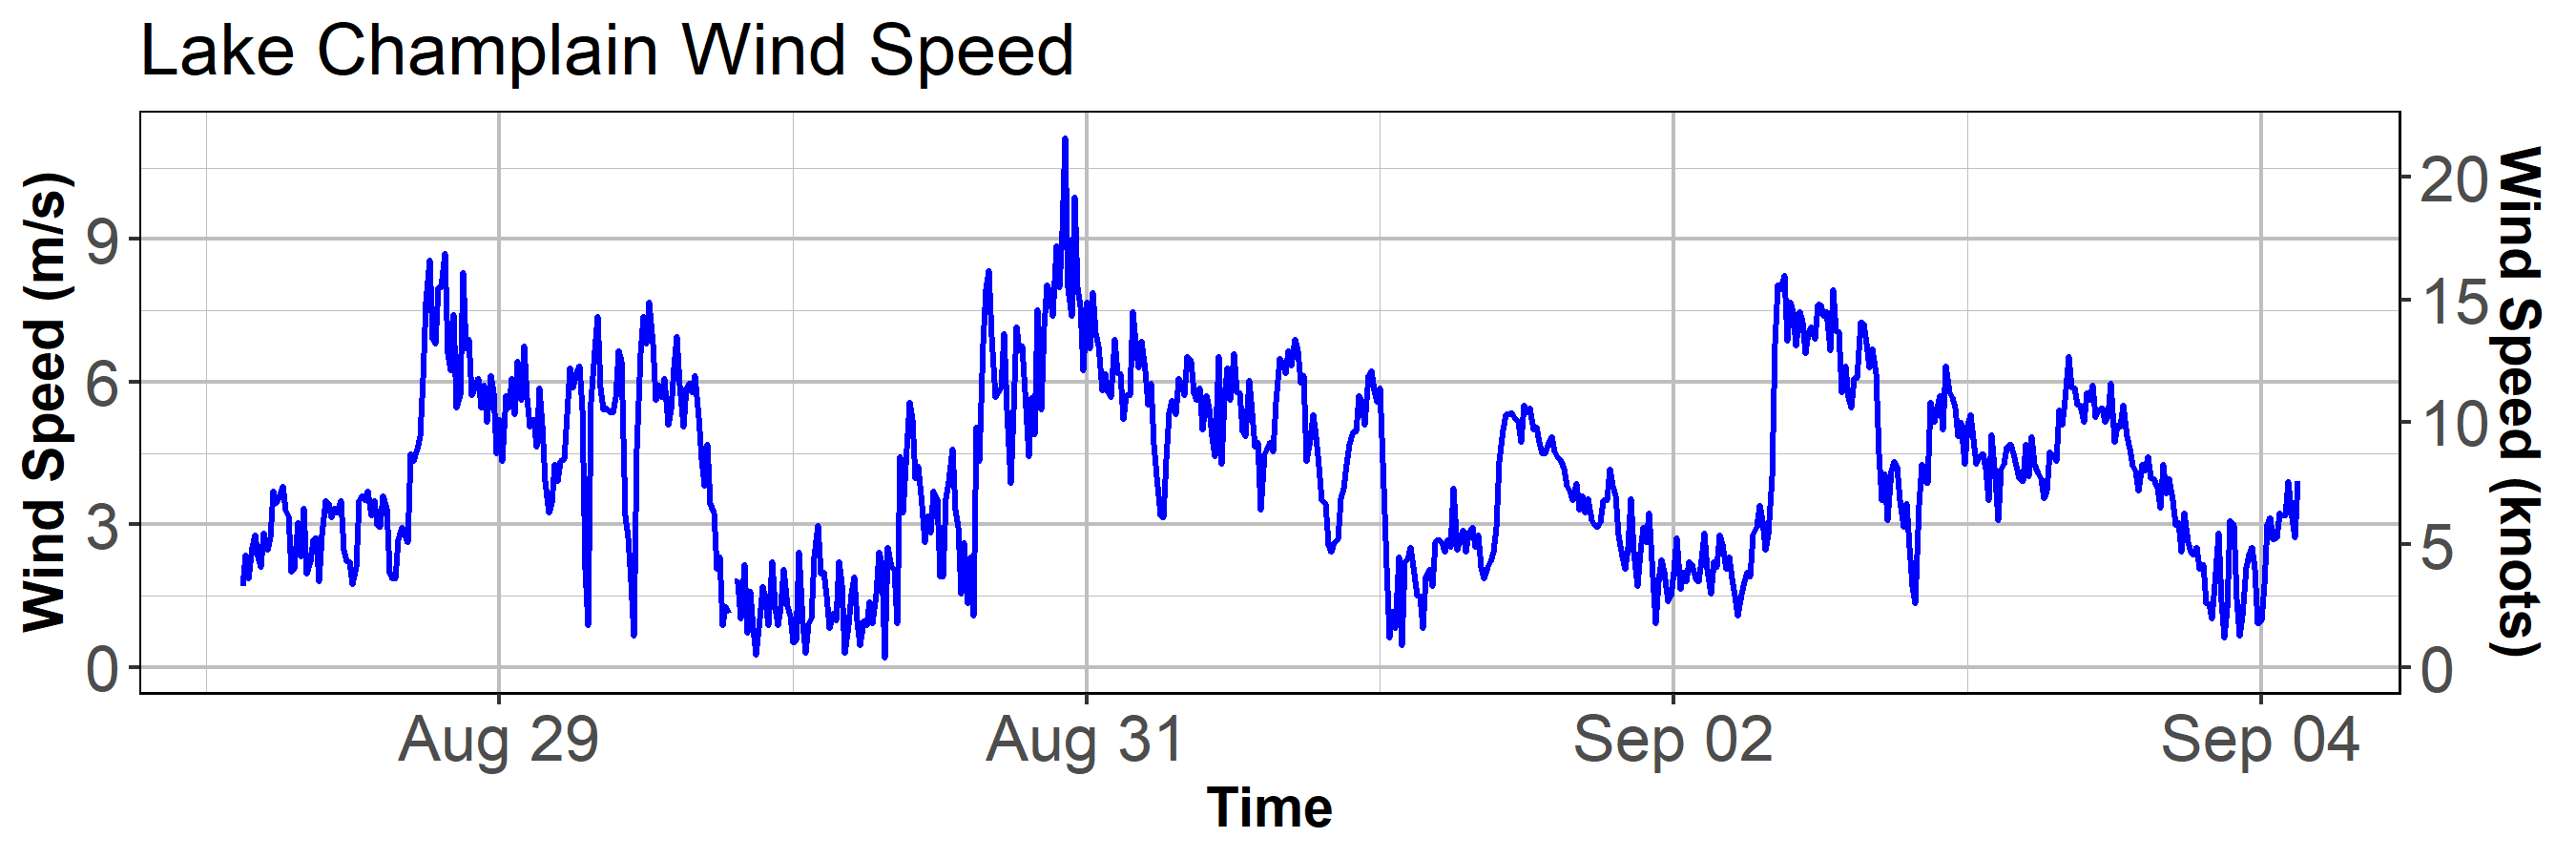 Lake Champlain Wind Speed
Wind Speed (m/s)
9
6
3
0
20
15
10
5
0
Wind Speed (knots)
Aug 29
Aug 31
Sep 02
Sep 04
Time